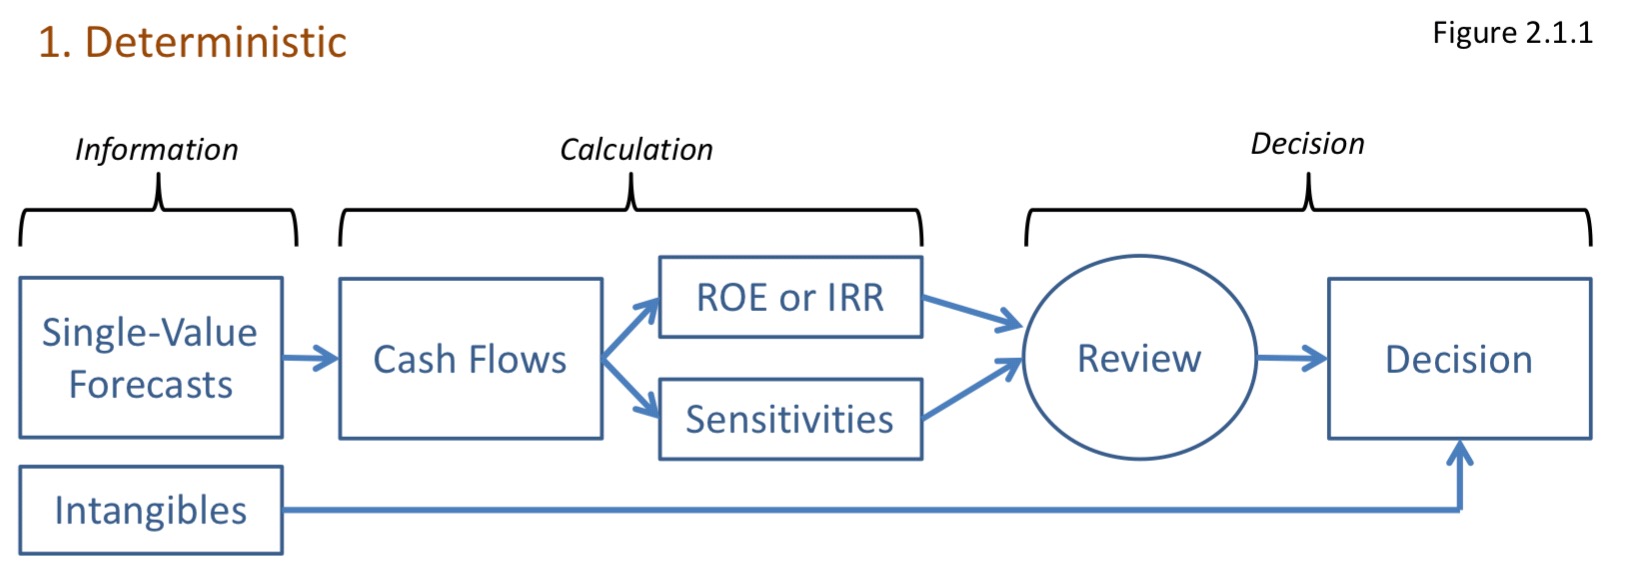 1. Deterministic
Figure 2.1.1
Information
Calculation
Decision
Single-Value
Forecasts
Cash Flows
ROE or IRR
Sensitivities
Review
Decision
Intangibles